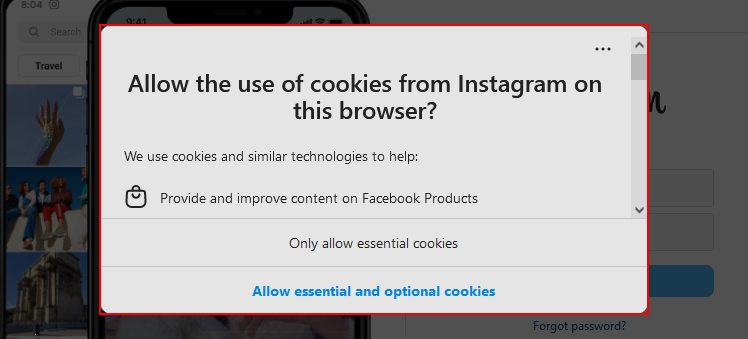 8:04
9:41
Search
Travel
Allow the use of cookies from Instagram on
this browser?
We use cookies and similar technologies to help:
Provide and improve content on Facebook Products
Only allow essential cookies
Allow essential and optional cookies
Forgot password?